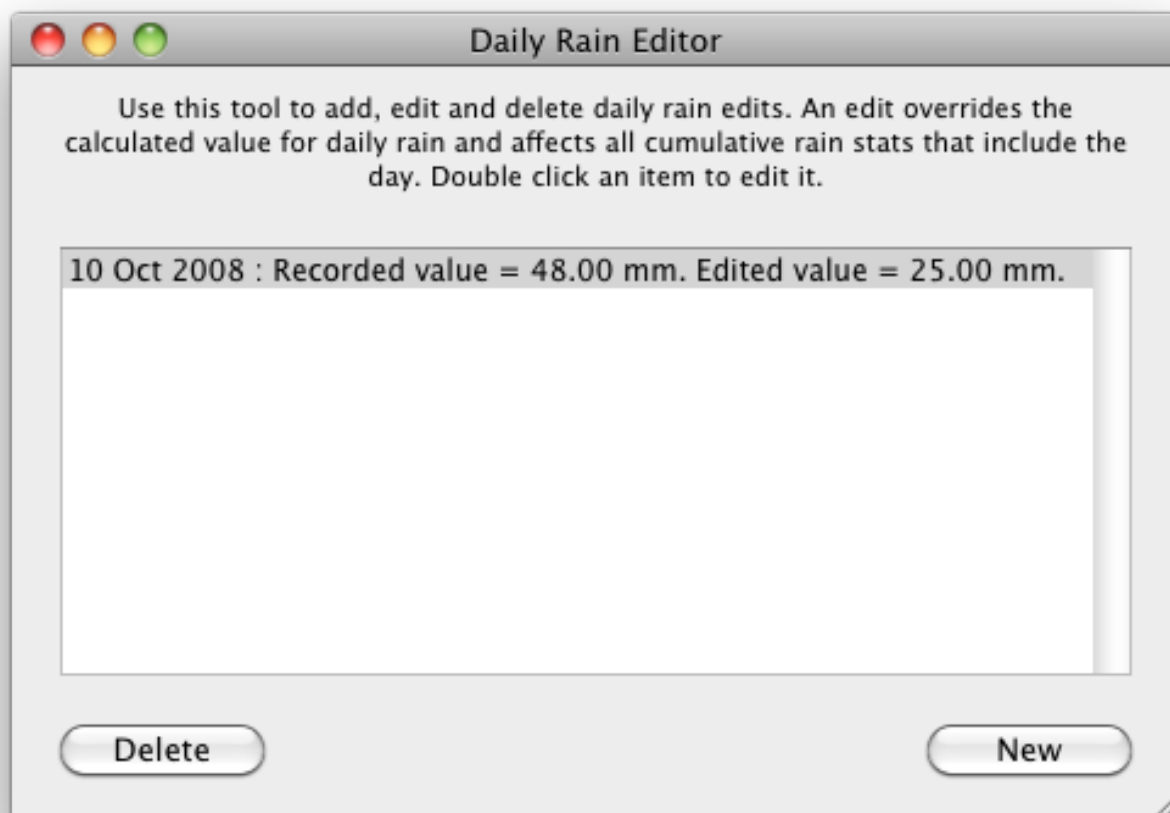 Daily Rain Editor
Use this tool to add, edit and delete daily rain edits. An edit overrides the
calculated value for daily rain and affects all cumulative rain stats that include the
day. Double click an item to edit it.
10 Oct 2008 : Recorded value = 48.00 mm. Edited value = 25.00 mm.
Delete
New